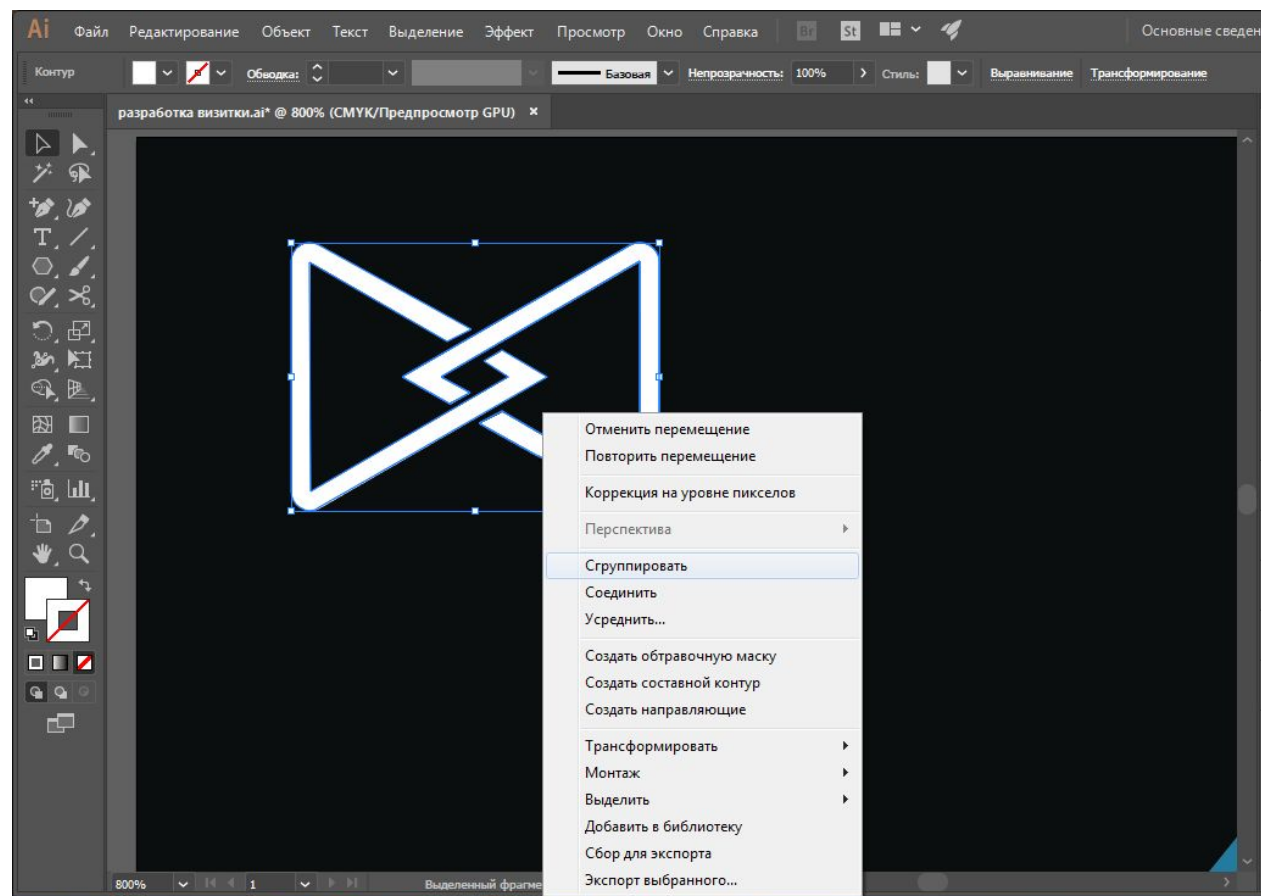 Ai Файл Редактирование Объект Текст Выделение Эффект Просмотр Окно Справка Br St Основные сведен
Контур Обводка: Базовая Непрозрачность: 100% Стиль: Выравнивание Трансформирование
разработка визитки.ai* @ 800% (CMYK/Предпросмотр GPU) ×
Отменить перемещение
Повторить перемещение
Коррекция на уровне пикселов
Перспектива
Сгруппировать
Соединить
Усреднить...
Создать обтравочную маску
Создать составной контур
Создать направляющие
Трансформировать
Монтаж
Выделить
Добавить в библиотеку
Сбор для экспорта
Экспорт выбранного...
800% 1 Выделенный фрагме